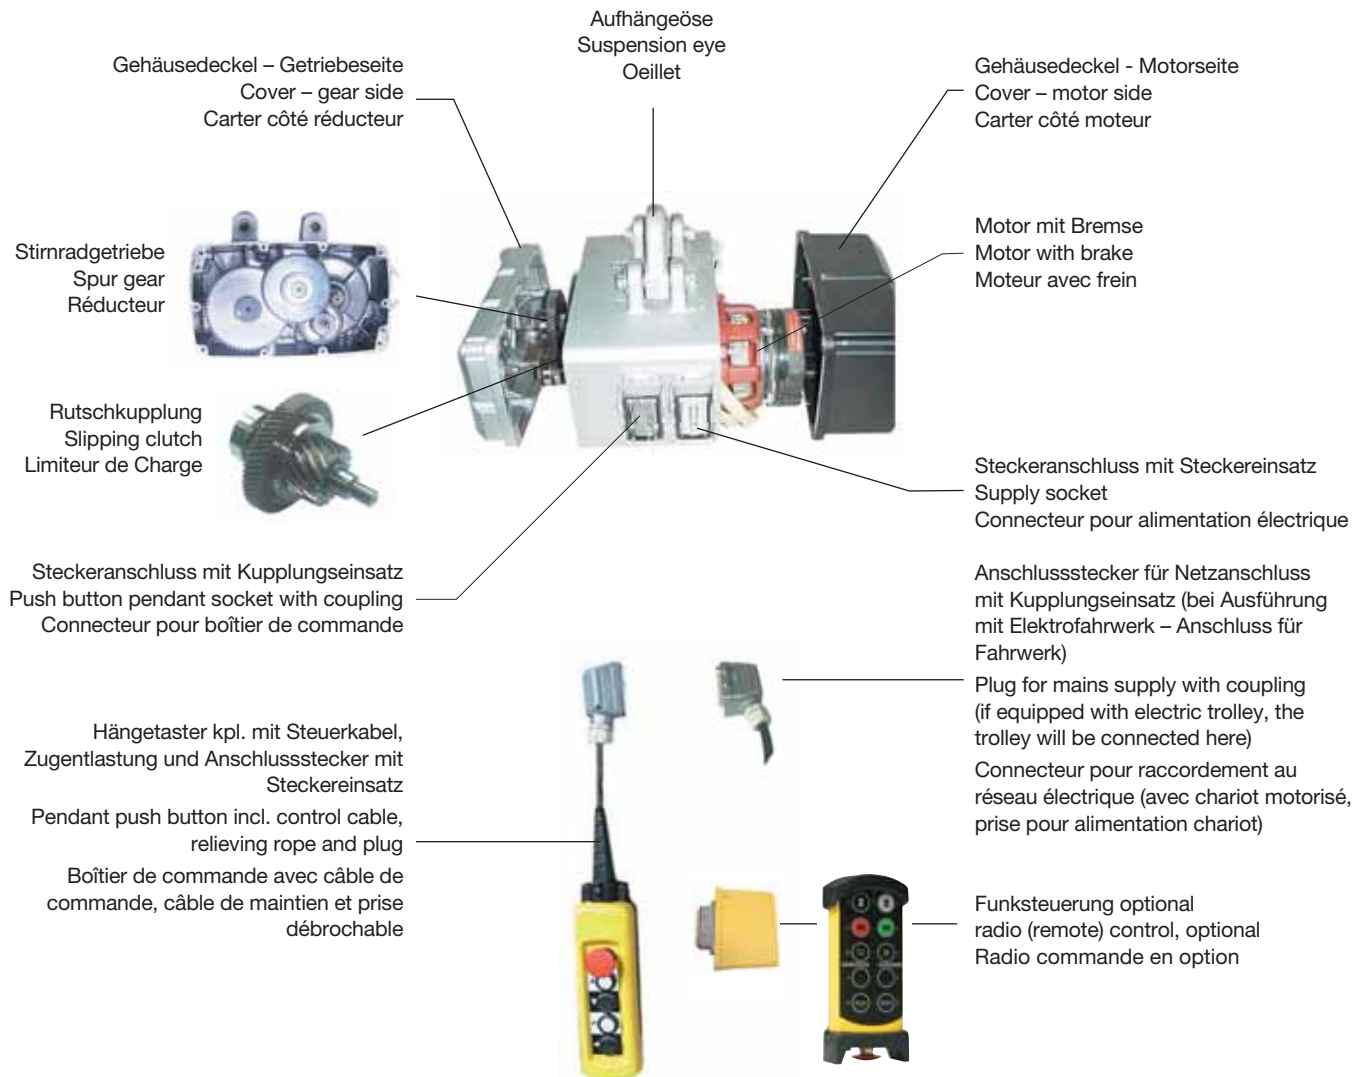 Aufhängeöse
Suspension eye
Oeillet
Gehäusedeckel – Getriebeseite
Cover – gear side
Carter côté réducteur
Gehäusedeckel - Motorseite
Cover – motor side
Carter côté moteur
Stirnradgetriebe
Spur gear
Réducteur
Motor mit Bremse
Motor with brake
Moteur avec frein
Rutschkupplung
Slipping clutch
Limiteur de Charge
Steckeranschluss mit Steckereinsatz
Supply socket
Connecteur pour alimentation électrique
Steckeranschluss mit Kupplungseinsatz
Push button pendant socket with coupling
Connecteur pour boîtier de commande
Anschlussstecker für Netzanschluss
mit Kupplungseinsatz (bei Ausführung
mit Elektrofahrwerk – Anschluss für
Fahrwerk)
Plug for mains supply with coupling
(if equipped with electric trolley, the
trolley will be connected here)
Connecteur pour raccordement au
réseau électrique (avec chariot motorisé,
prise pour alimentation chariot)
Hängetaster kpl. mit Steuerkabel,
Zugentlastung und Anschlussstecker mit
Steckereinsatz
Pendant push button incl. control cable,
relieving rope and plug
Boîtier de commande avec câble de
commande, câble de maintien et prise
débrochable
Funksteuerung optional
radio (remote) control, optional
Radio commande en option